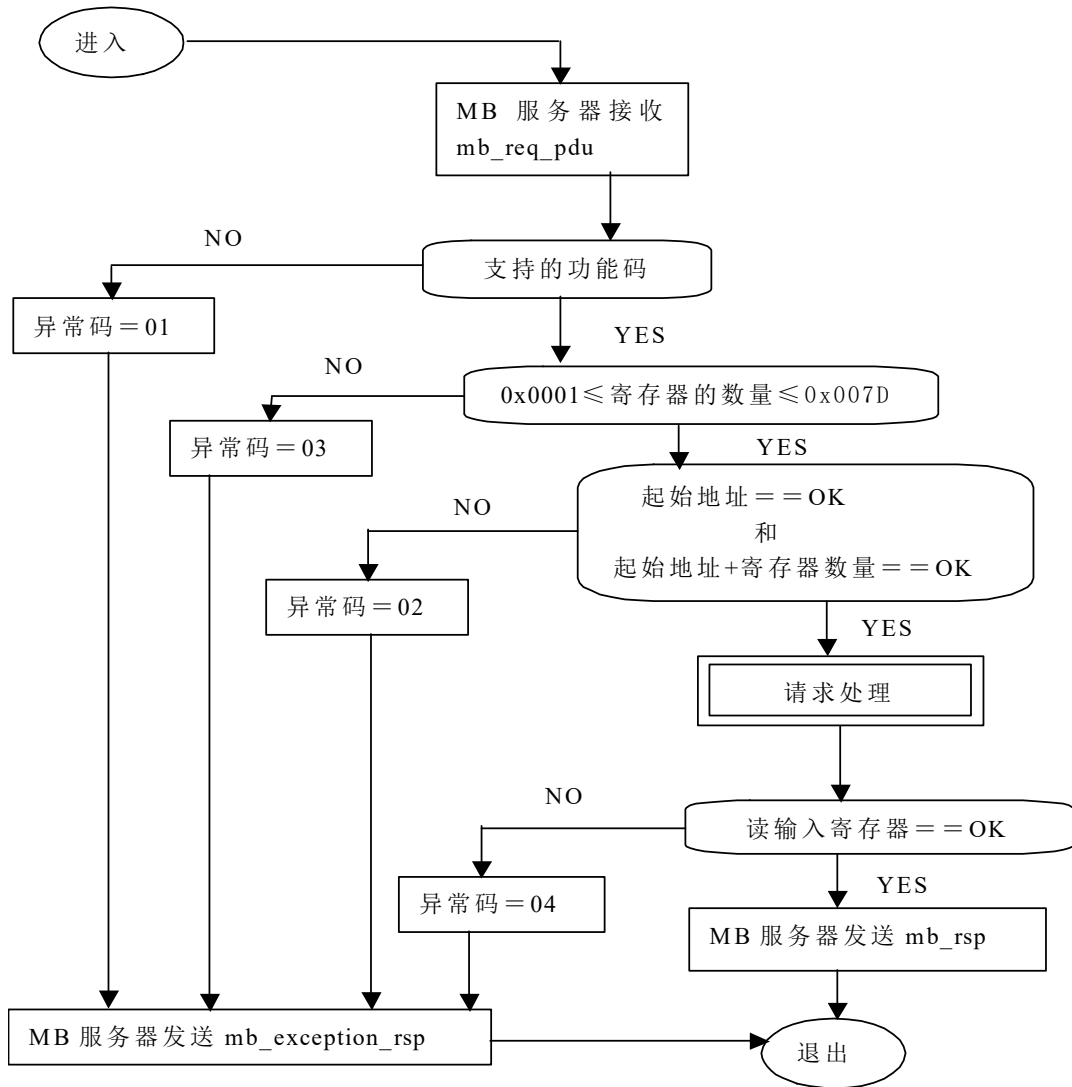 进入
MB 服务器接收
mb_req_pdu
NO
支持的功能码
异常码＝01
YES
NO
0x0001≤寄存器的数量≤0x007D
异常码＝03
YES
起始地址＝＝OK
NO
和
起始地址+寄存器数量＝＝OK
异常码＝02
YES
请求处理
NO
读输入寄存器＝＝OK
异常码＝04
YES
MB 服务器发送 mb_rsp
MB 服务器发送 mb_exception_rsp
退出